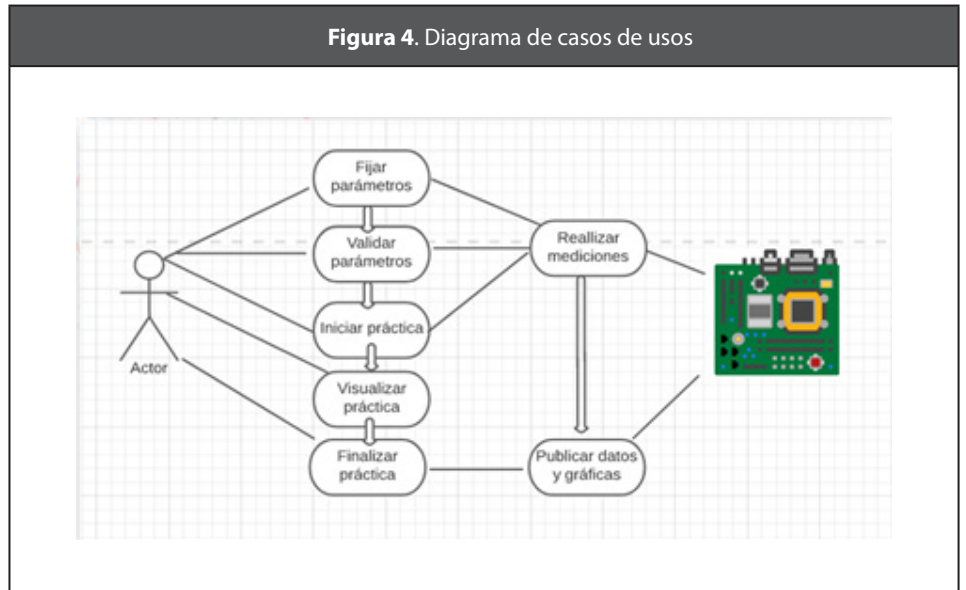 Figura 4. Diagrama de casos de usos
Fijar
parámetros
Validar
parámetros
Reallizar
mediciones
Iniciar práctica
Actor
Visualizar
práctica
Finalizar
práctica
Publicar datos
y gráficas